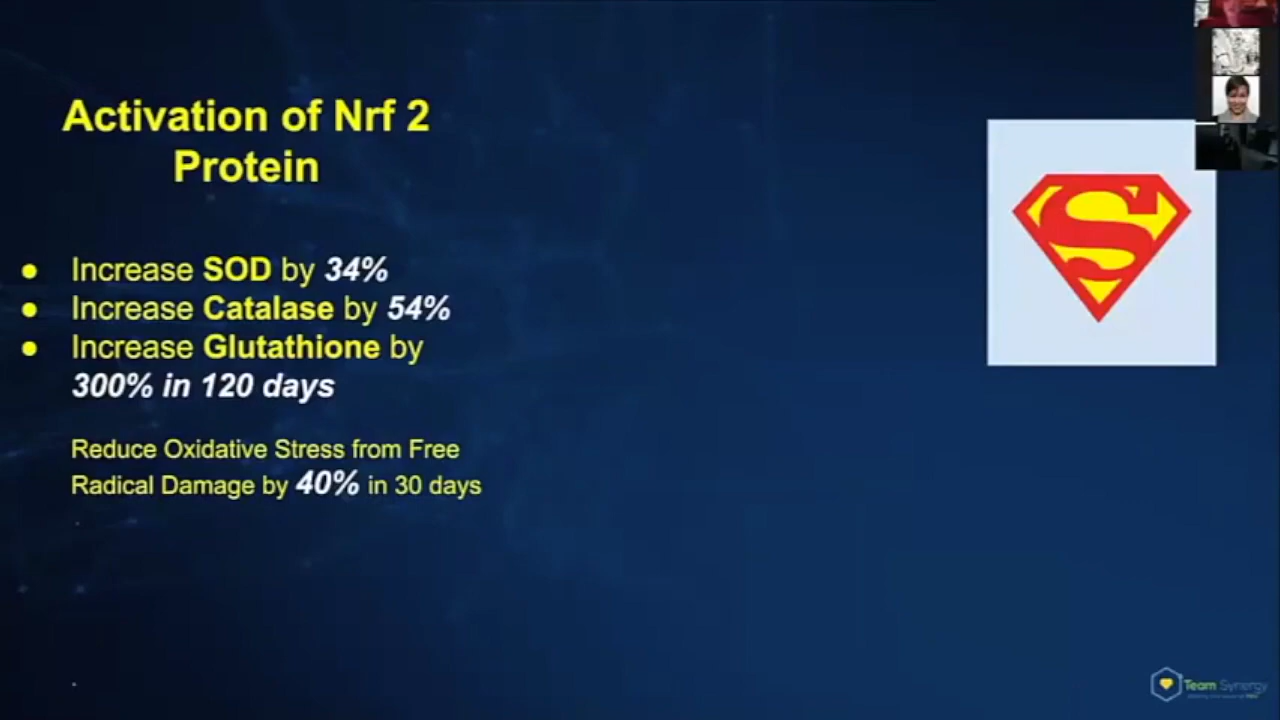 Activation of Nrf 2
Protein
● Increase SOD by 34%
● Increase Catalase by 54%
● Increase Glutathione by
300% in 120 days
Reduce Oxidative Stress from Free
Radical Damage by 40% in 30 days
S
Team Synergy